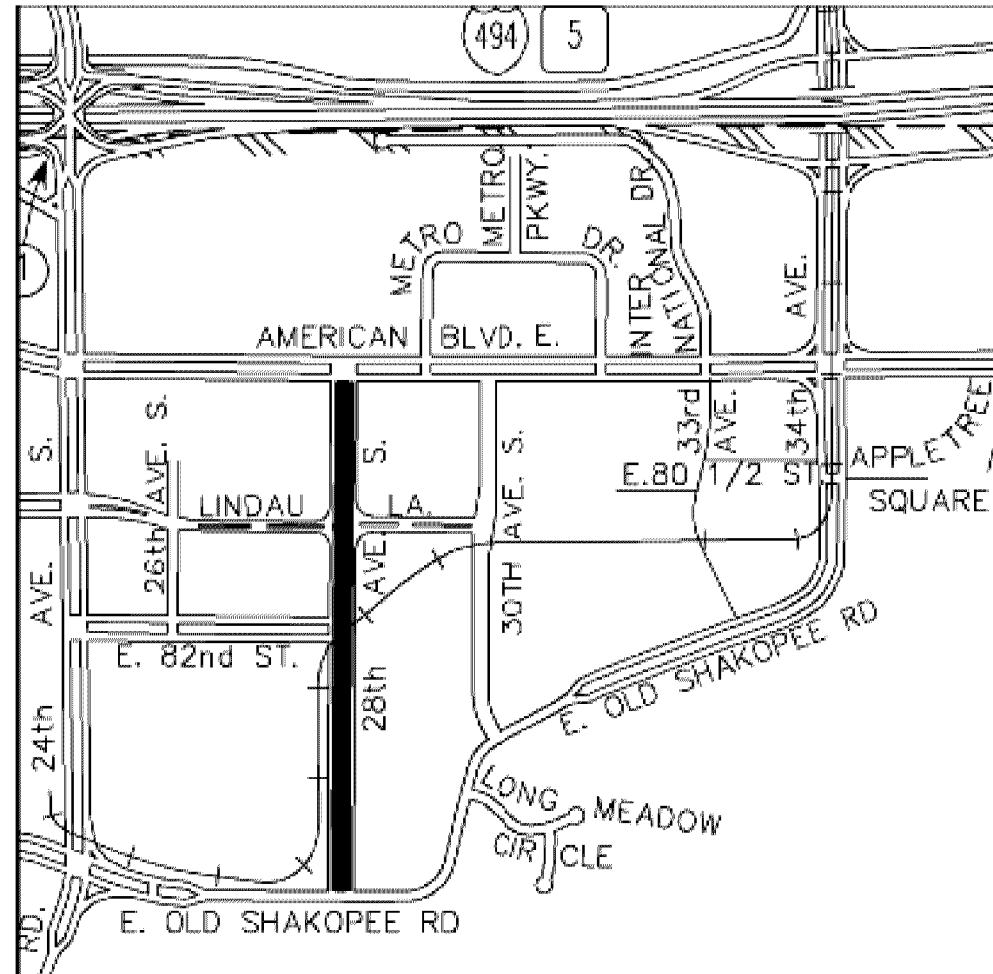 494
5
METRO PKWY.
METRO DR.
INTER
NATIONAL DR
AVE.
1
AMERICAN BLVD. E.
S.
26th AVE. S.
S.
AVE. S.
33rd AVE.
34th
APPLETREE
SQUARE
E.80 1/2 ST
LINDAU LA.
AVE.
AVE.
30TH
E. 82nd ST.
28th
24th
E. OLD SHAKOPEE RD
LONG MEADOW
CIR CLE
E. OLD SHAKOPEE RD
RD.